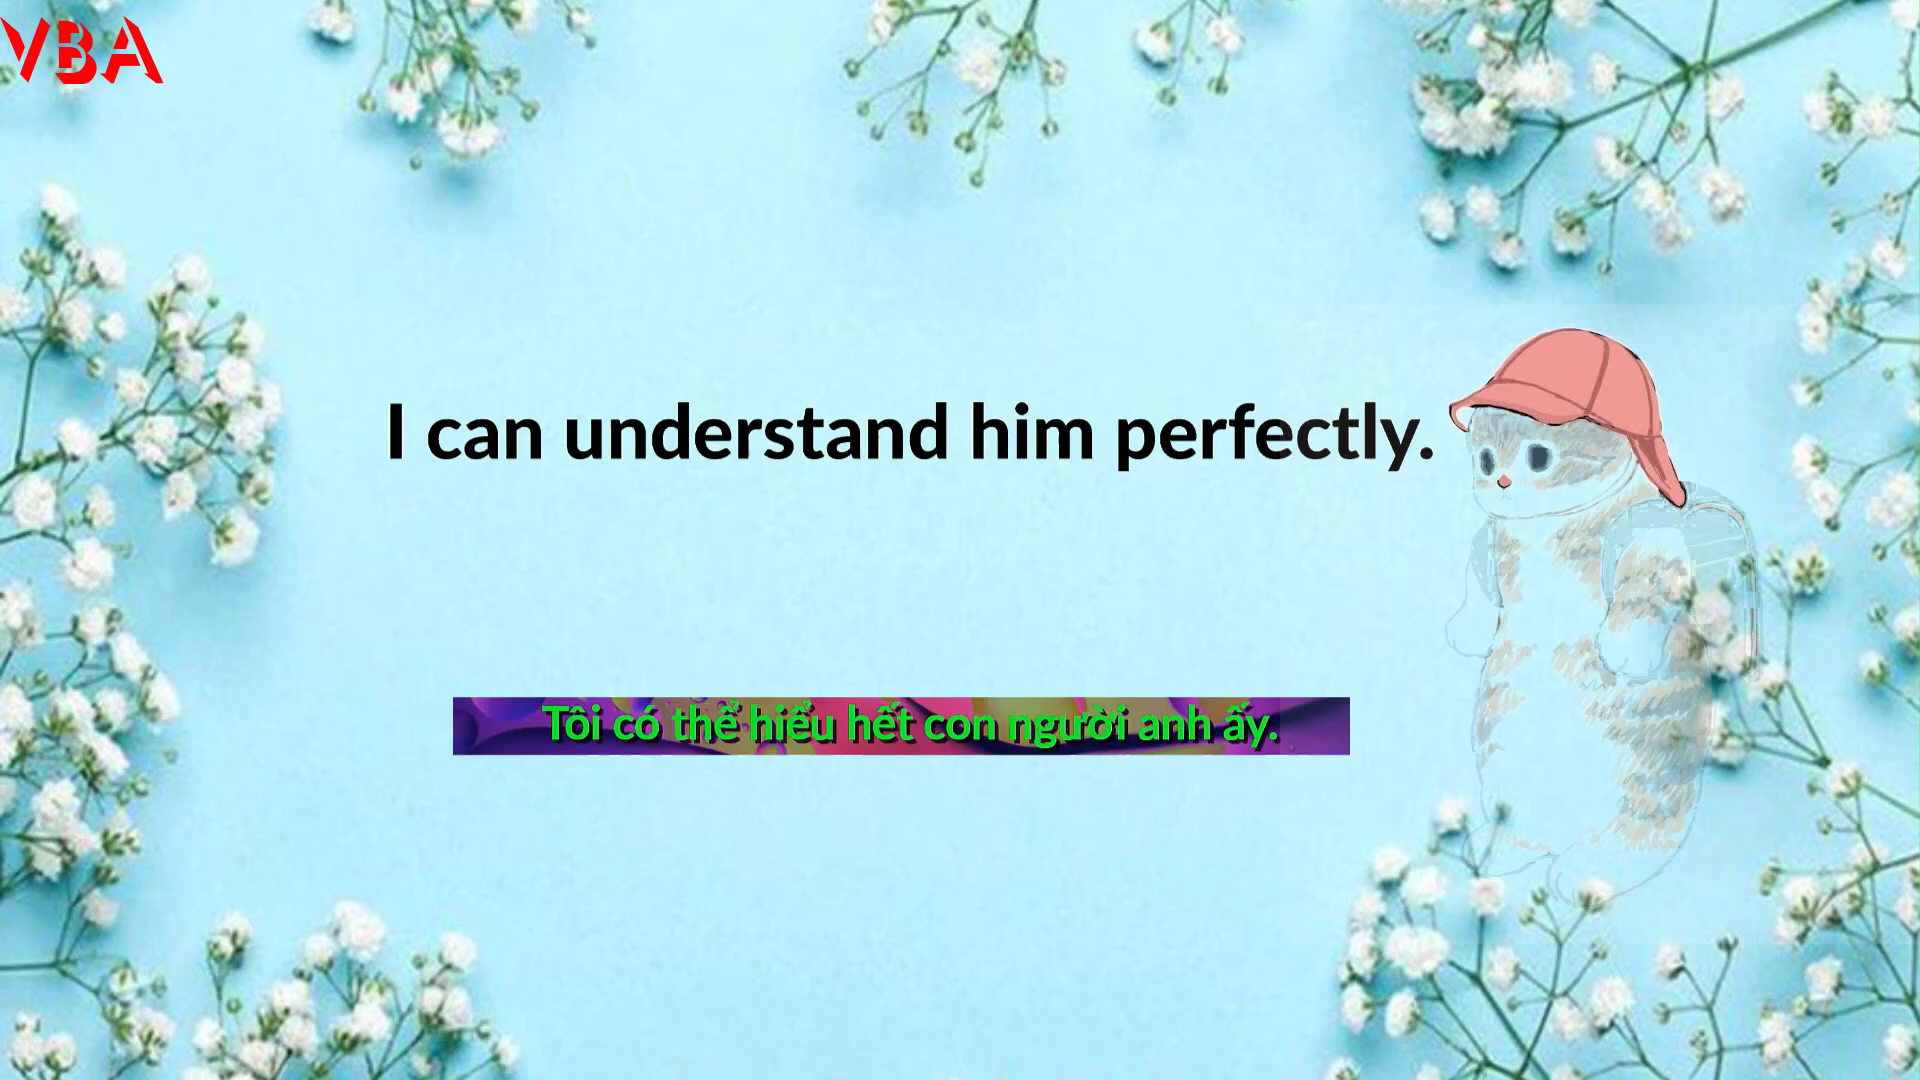 VBA
I can understand him perfectly.
Tôi có thể hiểu hết con người anh ấy.